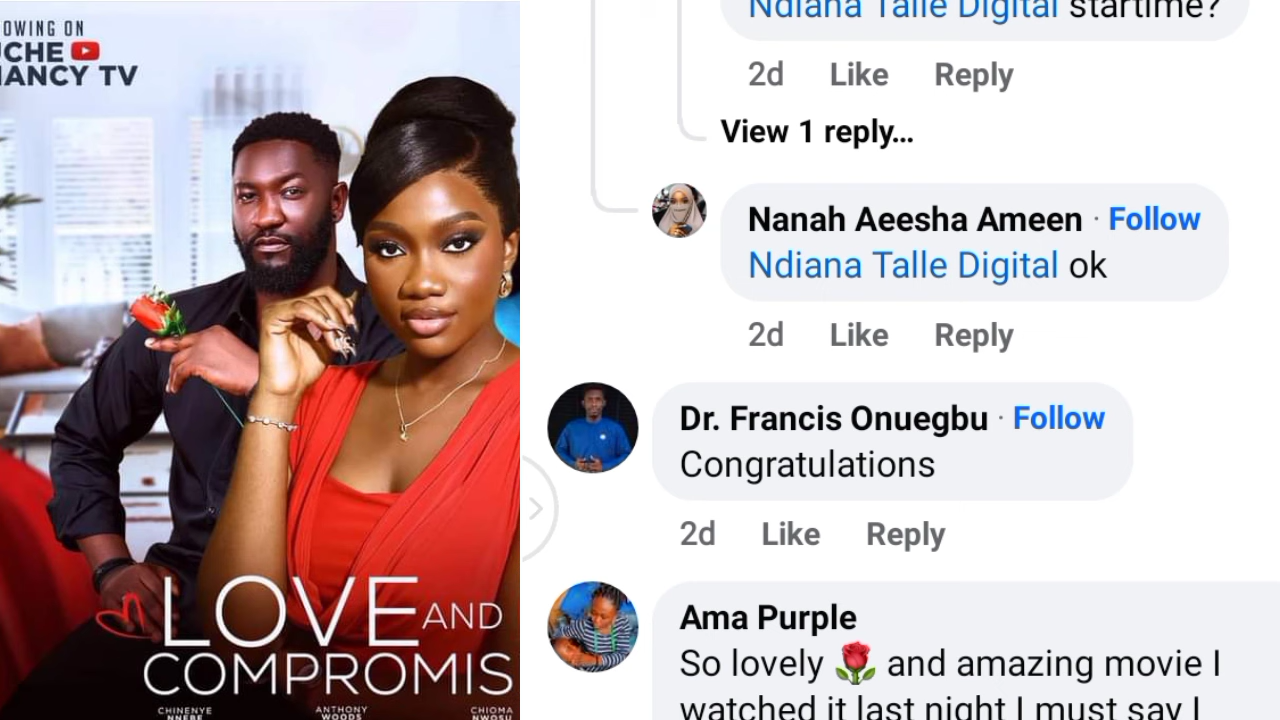 OWING ON
UCHE
NANCY TV
LOVE AND
COMPROMIS
CHINENYE
NNEBE
ANTHONY
WOODS
CHIOMA
NWOSU
Ndiana Talle Digital startime?
2d Like Reply
View 1 reply...
Nanah Aeesha Ameen · Follow
Ndiana Talle Digital ok
2d Like Reply
Dr. Francis Onuegbu · Follow
Congratulations
2d Like Reply
Ama Purple
So lovely 🌹 and amazing movie I
watched it last night I must say I